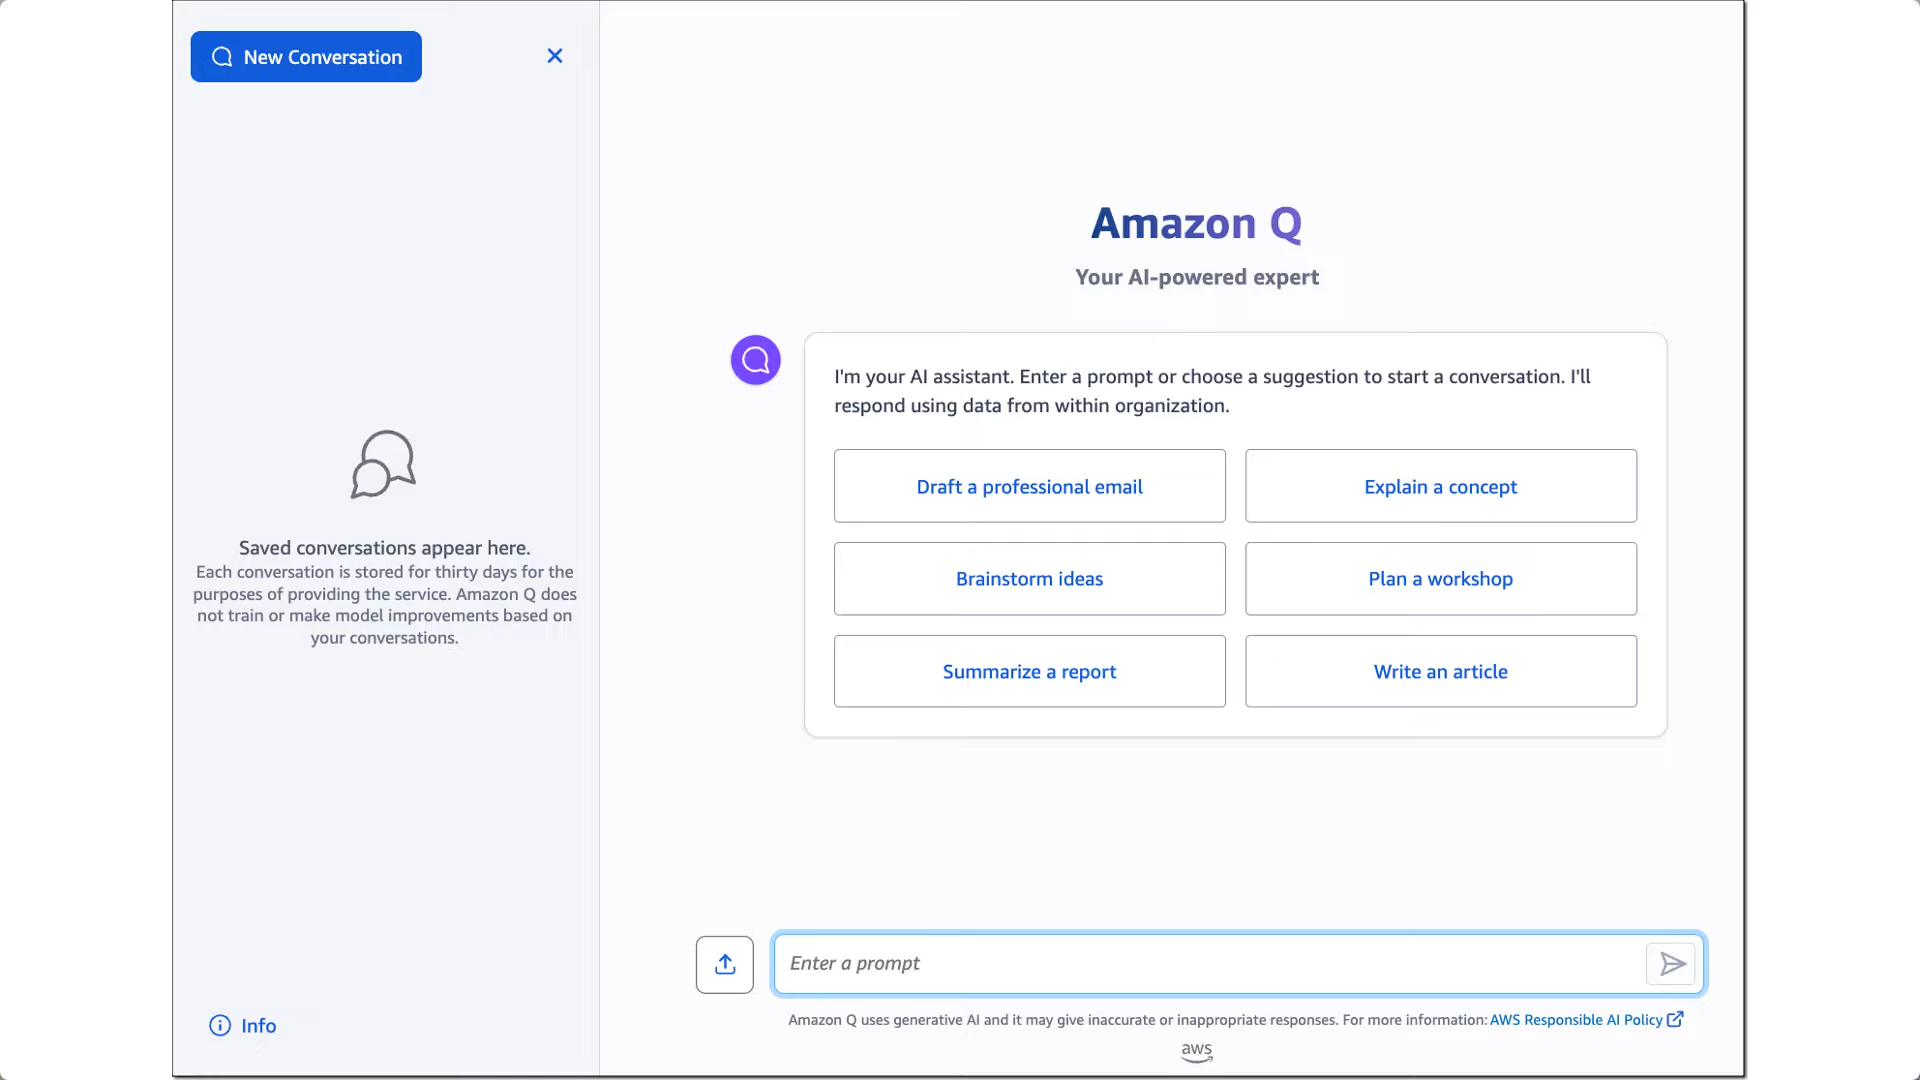 New Conversation
Saved conversations appear here.
Each conversation is stored for thirty days for the
purposes of providing the service. Amazon Q does
not train or make model improvements based on
your conversations.
Info
Amazon Q
Your AI-powered expert
I'm your AI assistant. Enter a prompt or choose a suggestion to start a conversation. I'll
respond using data from within organization.
Draft a professional email
Explain a concept
Brainstorm ideas
Plan a workshop
Summarize a report
Write an article
Enter a prompt
Amazon Q uses generative AI and it may give inaccurate or inappropriate responses. For more information: AWS Responsible AI Policy
aws